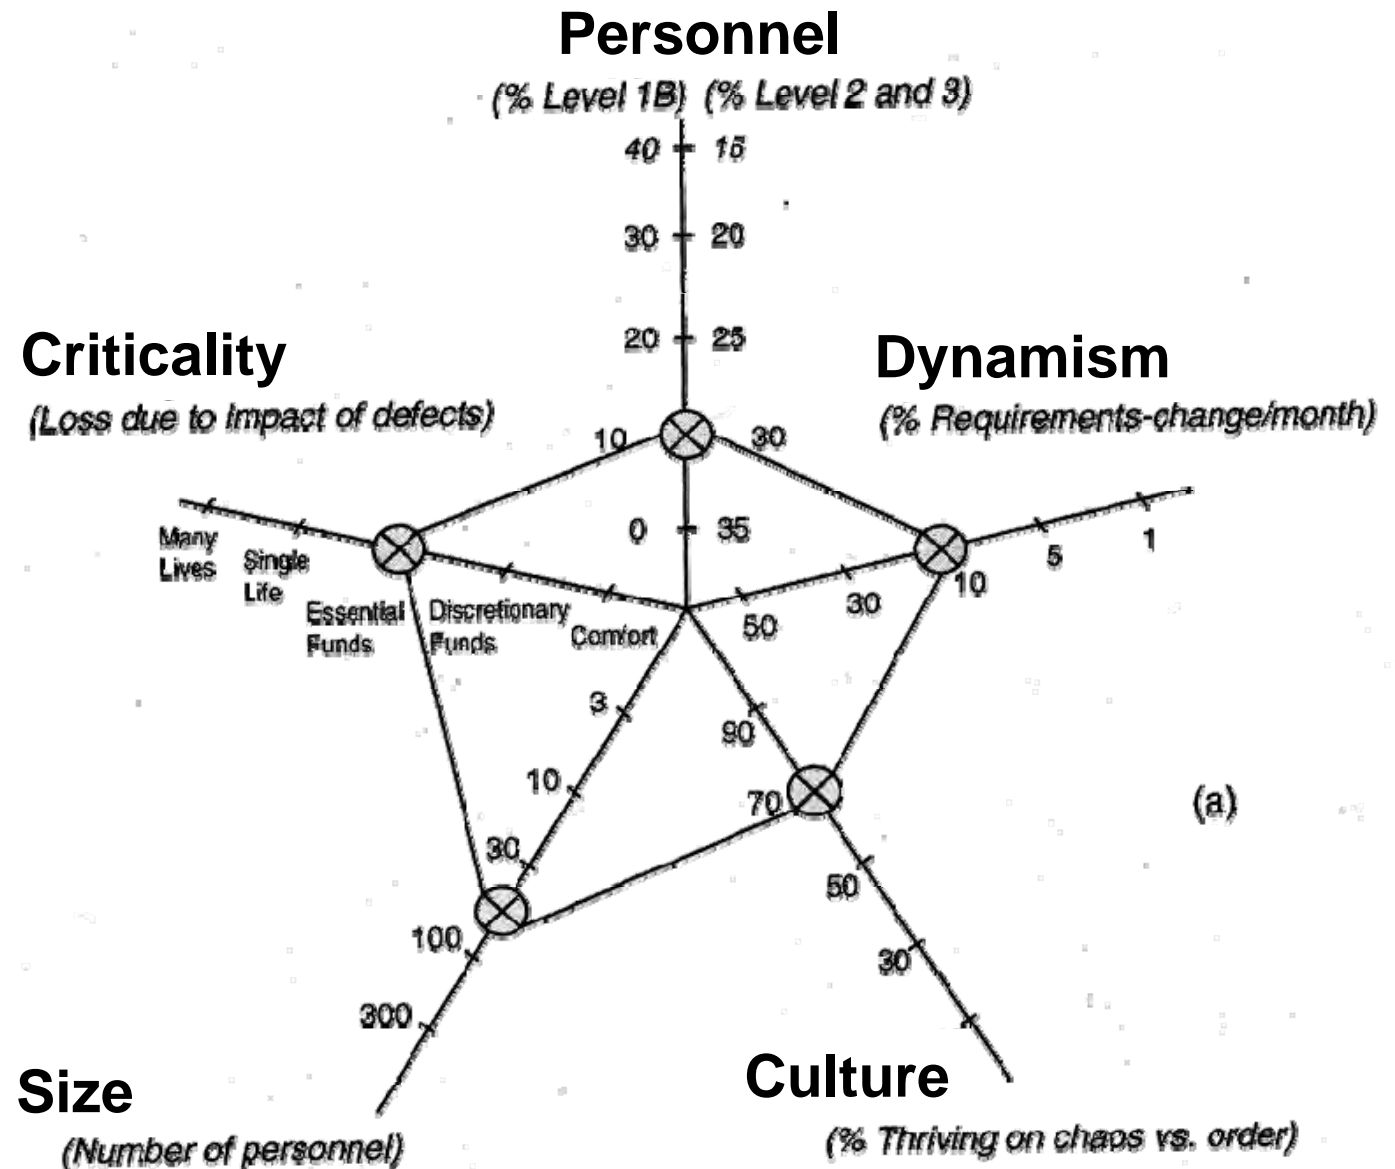 Personnel
(% Level 1B) (% Level 2 and 3)
40 15
30 20
20 25
10 30
0 35
Criticality
(Loss due to impact of defects)
Many
Lives
Single
Life
Essential
Funds
Discretionary
Funds
Comfort
Dynamism
(% Requirements-change/month)
1
5
10
30
50
3
10
30
100
300
90
70
50
30
(a)
Size
(Number of personnel)
Culture
(% Thriving on chaos vs. order)